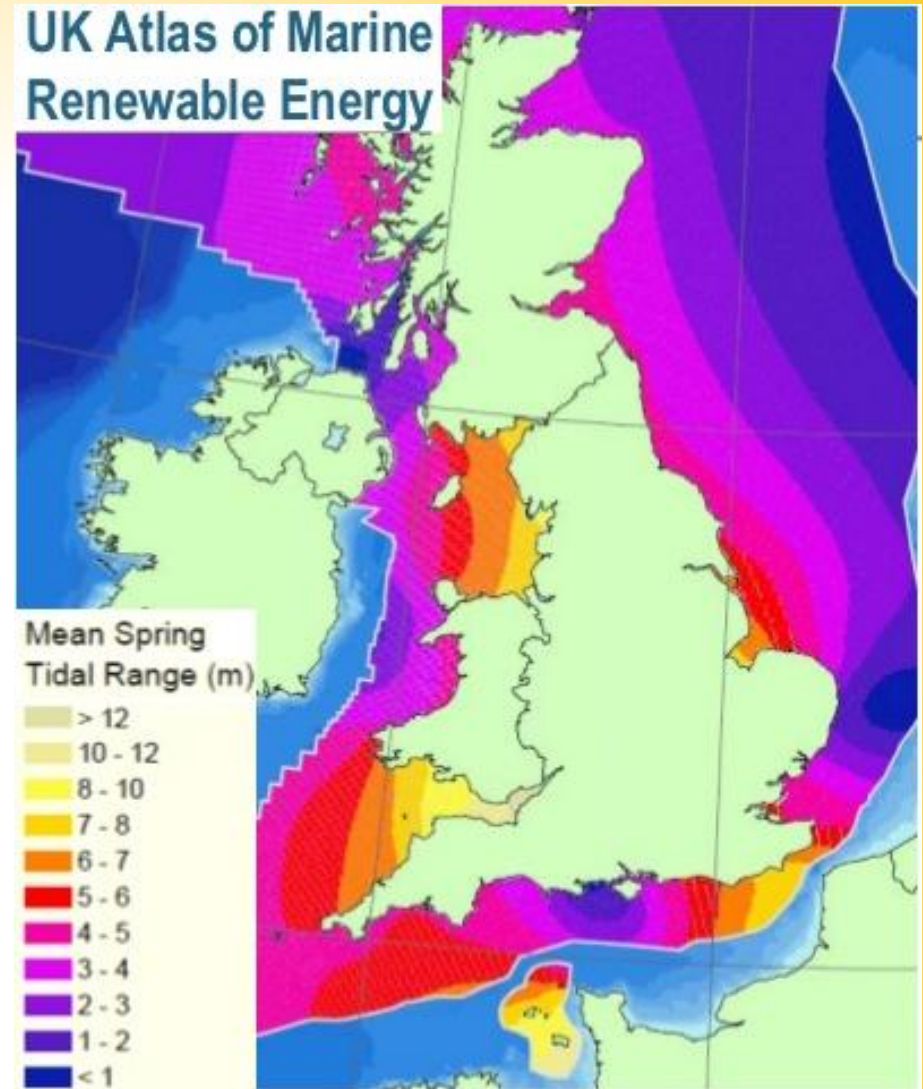 UK Atlas of Marine
Renewable Energy
Mean Spring
Tidal Range (m)
> 12
10 - 12
8 - 10
7 - 8
6 - 7
5 - 6
4 - 5
3 - 4
2 - 3
1 - 2
< 1